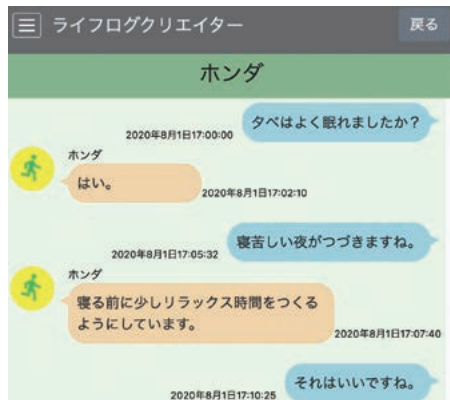 ライフログクリエイター
戻る
ホンダ
夕べはよく眠れましたか？
2020年8月1日17:00:00
ホンダ
はい。
2020年8月1日17:02:10
寝苦しい夜がつづきますね。
2020年8月1日17:05:32
ホンダ
寝る前に少しリラックス時間をつくる
ようにしています。
2020年8月1日17:07:40
それはいいですね。
2020年8月1日17:10:25